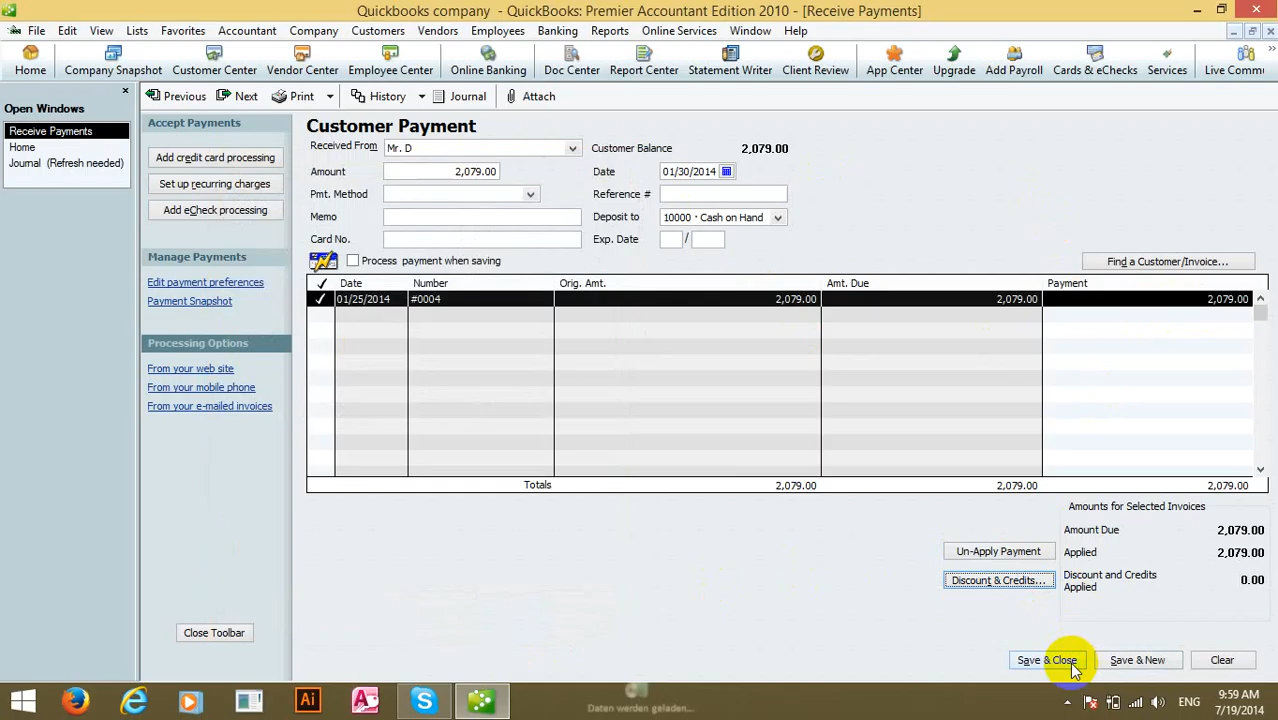 Quickbooks company - QuickBooks: Premier Accountant Edition 2010 - [Receive Payments]
File Edit View Lists Favorites Accountant Company Customers Vendors Employees Banking Reports Online Services Window Help
Home Company Snapshot Customer Center Vendor Center Employee Center Online Banking Doc Center Report Center Statement Writer Client Review App Center Upgrade Add Payroll Cards & eChecks Services Live Commu
Previous Next Print History Journal Attach
Open Windows
Receive Payments
Home
Journal (Refresh needed)
Accept Payments
Add credit card processing
Set up recurring charges
Add eCheck processing
Manage Payments
Edit payment preferences
Payment Snapshot
Processing Options
From your web site
From your mobile phone
From your e-mailed invoices
Close Toolbar
Customer Payment
Received From Mr. D Customer Balance 2,079.00
Amount 2,079.00 Date 01/30/2014
Pmt. Method Reference #
Memo Deposit to 10000 · Cash on Hand
Card No. Exp. Date /
Process payment when saving Find a Customer/Invoice...
✓ Date Number Orig. Amt. Amt. Due Payment
✓ 01/25/2014 #0004 2,079.00 2,079.00 2,079.00
Totals 2,079.00 2,079.00 2,079.00
Amounts for Selected Invoices
Amount Due 2,079.00
Un-Apply Payment Applied 2,079.00
Discount & Credits... Discount and Credits Applied 0.00
Save & Close Save & New Clear
Daten werden geladen...
Ai
ENG
9:59 AM
7/19/2014